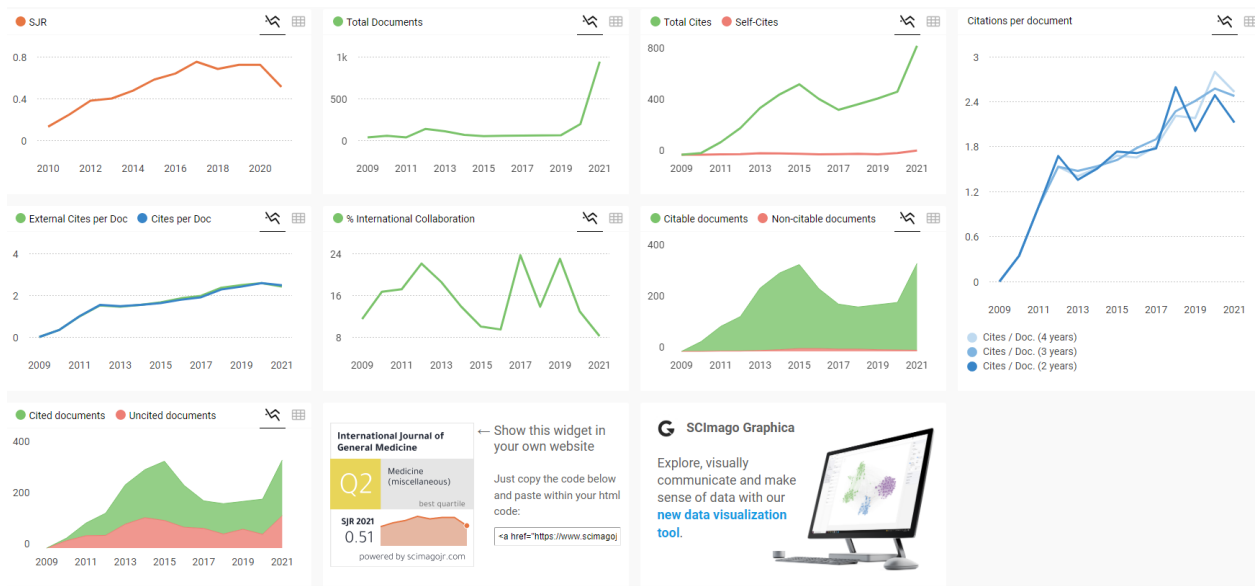 SJR
0.8
0.4
0
2010 2012 2014 2016 2018 2020
Total Documents
1k
500
0
2009 2011 2013 2015 2017 2019 2021
Total Cites Self-Cites
800
400
0
2009 2011 2013 2015 2017 2019 2021
Citations per document
3
2.4
1.8
1.2
0.6
0
2009 2011 2013 2015 2017 2019 2021
Cites / Doc. (4 years)
Cites / Doc. (3 years)
Cites / Doc. (2 years)
External Cites per Doc Cites per Doc
4
2
0
2009 2011 2013 2015 2017 2019 2021
% International Collaboration
24
16
8
2009 2011 2013 2015 2017 2019 2021
Citable documents Non-citable documents
400
200
0
2009 2011 2013 2015 2017 2019 2021
Cited documents Uncited documents
400
200
0
2009 2011 2013 2015 2017 2019 2021
International Journal of
General Medicine
Q2
Medicine
(miscellaneous)
best quartile
SJR 2021
0.51
powered by scimagojr.com
← Show this widget in
your own website
Just copy the code below
and paste within your html
code:
<a href="https://www.scimagoj
SCImago Graphica
Explore, visually
communicate and make
sense of data with our
new data visualization
tool.